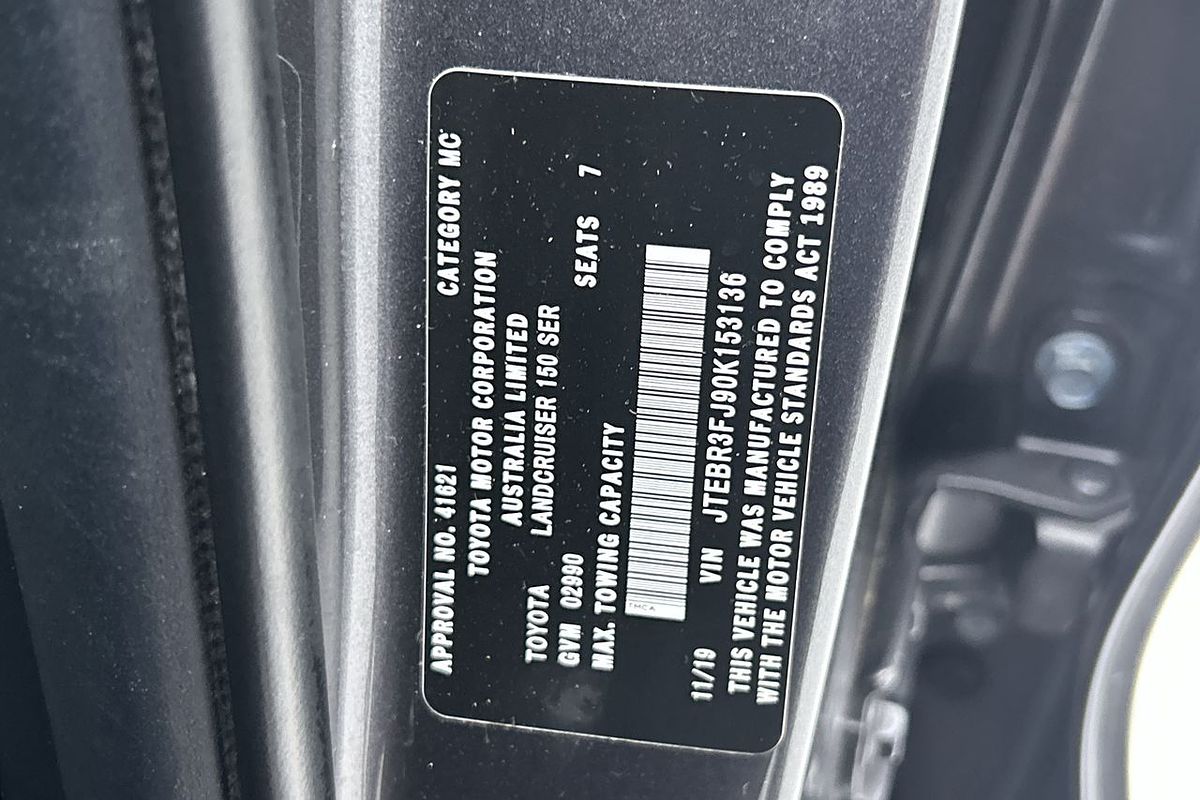 APPROVAL NO. 41621 CATEGORY MC
TOYOTA MOTOR CORPORATION
AUSTRALIA LIMITED
TOYOTA LANDCRUISER 150 SER
GVM 02990 SEATS 7
MAX. TOWING CAPACITY
TMCA
11/19 VIN JTEBR3FJ90K153136
THIS VEHICLE WAS MANUFACTURED TO COMPLY
WITH THE MOTOR VEHICLE STANDARDS ACT 1989